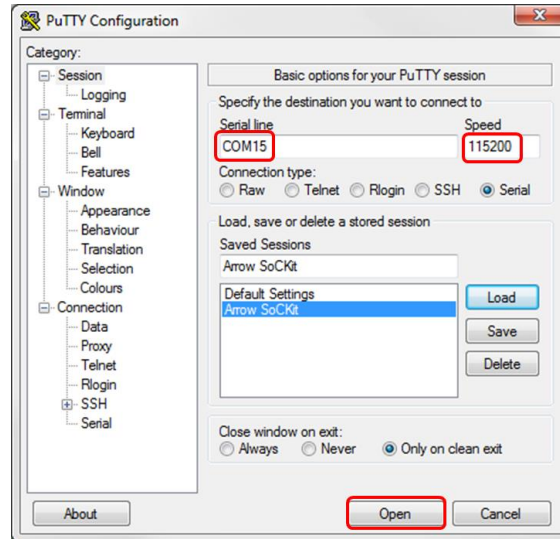 PuTTY Configuration
Category:
Session
Logging
Terminal
Keyboard
Bell
Features
Window
Appearance
Behaviour
Translation
Selection
Colours
Connection
Data
Proxy
Telnet
Rlogin
SSH
Serial
Basic options for your PuTTY session
Specify the destination you want to connect to
Serial line Speed
COM15 115200
Connection type:
Raw Telnet Rlogin SSH Serial
Load, save or delete a stored session
Saved Sessions
Arrow SoCKit
Default Settings
Arrow SoCKit
Load
Save
Delete
Close window on exit:
Always Never Only on clean exit
About Open Cancel